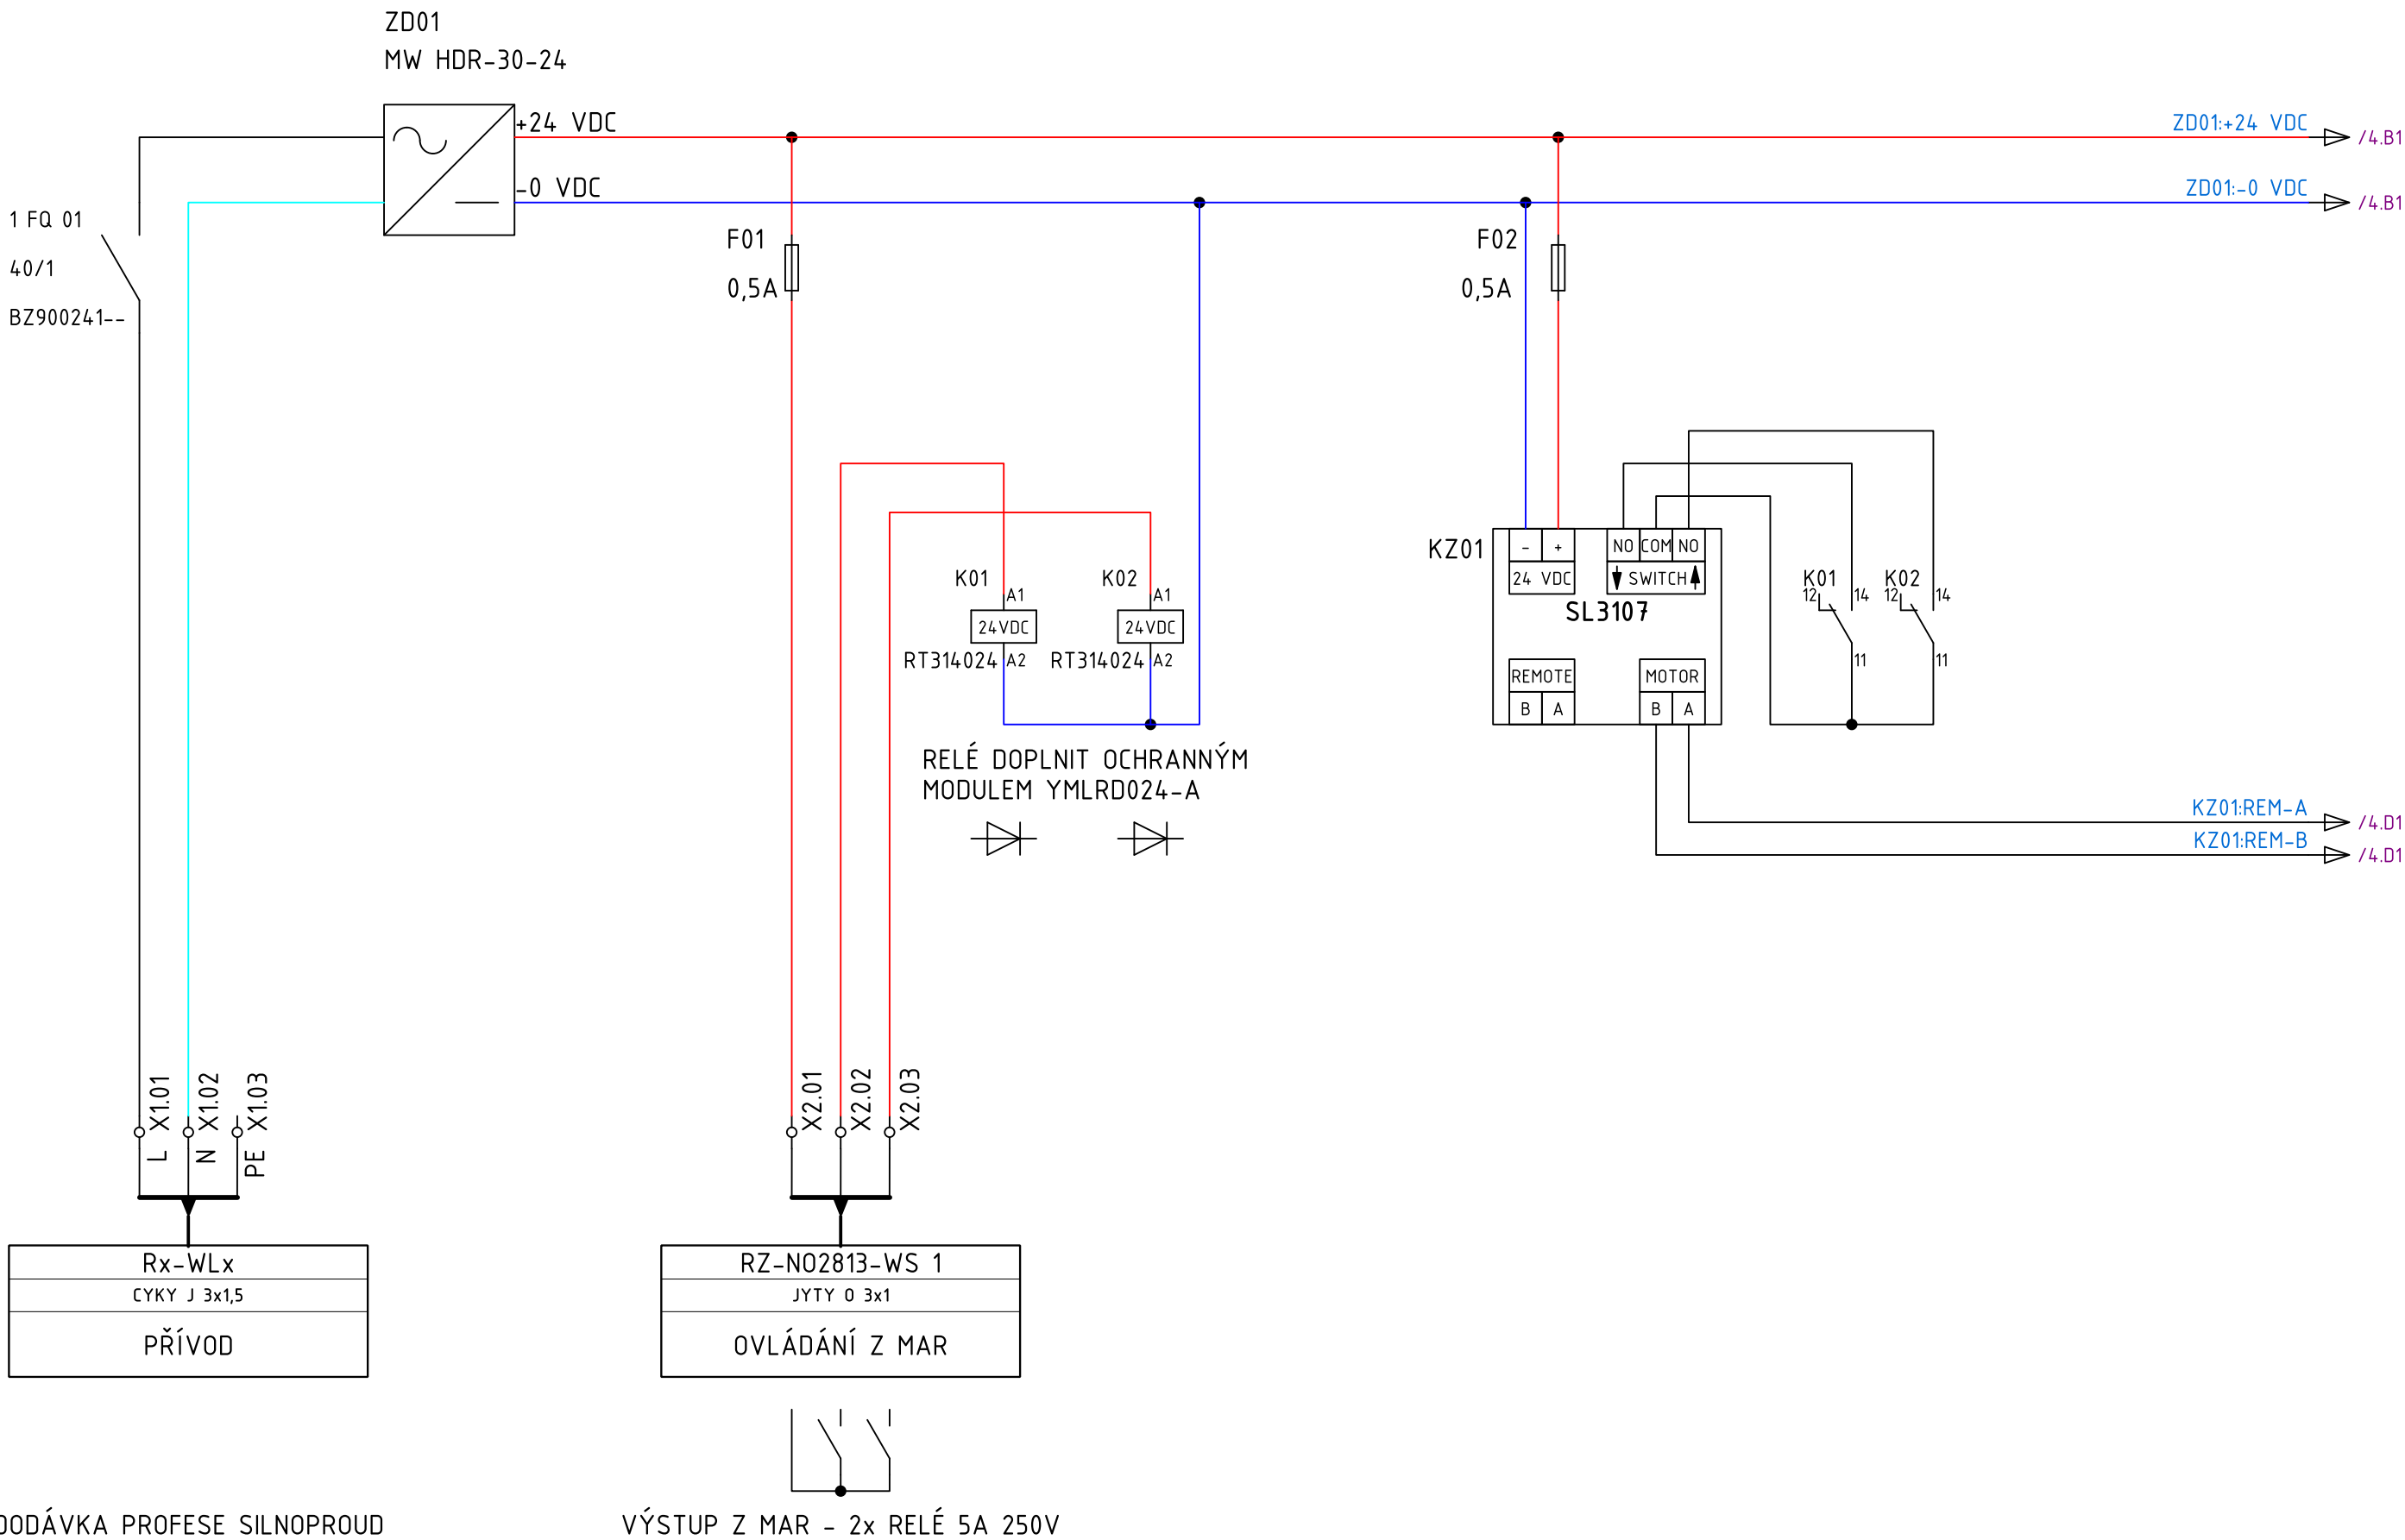 ZD01
MW HDR-30-24
+24 VDC
-0 VDC
ZD01:+24 VDC
/4.B1
ZD01:-0 VDC
/4.B1
1 FQ 01
40/1
BZ900241--
F01
0,5A
F02
0,5A
K01
A1
24VDC
RT314024
A2
K02
A1
24VDC
RT314024
A2
RELÉ DOPLNIT OCHRANNÝM
MODULEM YMLRD024-A
KZ01
- +
24 VDC
NO COM NO
SWITCH
SL3107
REMOTE
B A
MOTOR
B A
K01
12
14
11
K02
12
14
11
KZ01:REM-A
/4.D1
KZ01:REM-B
/4.D1
X1.01
X1.02
X1.03
L
N
PE
X2.01
X2.02
X2.03
Rx-WLx
CYKY J 3x1,5
PŘÍVOD
RZ-NO2813-WS 1
JYTY O 3x1
OVLÁDÁNÍ Z MAR
DODÁVKA PROFESE SILNOPROUD
VÝSTUP Z MAR - 2x RELÉ 5A 250V